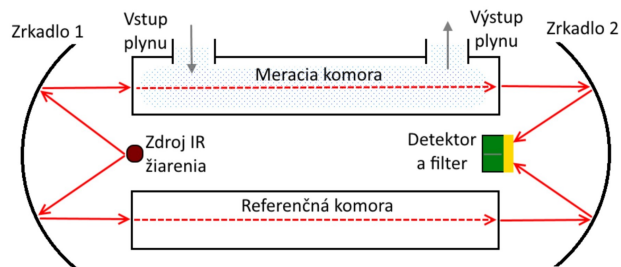 Zrkadlo 1
Vstup
plynu
Výstup
plynu
Zrkadlo 2
Meracia komora
Zdroj IR
žiarenia
Detektor
a filter
Referenčná komora